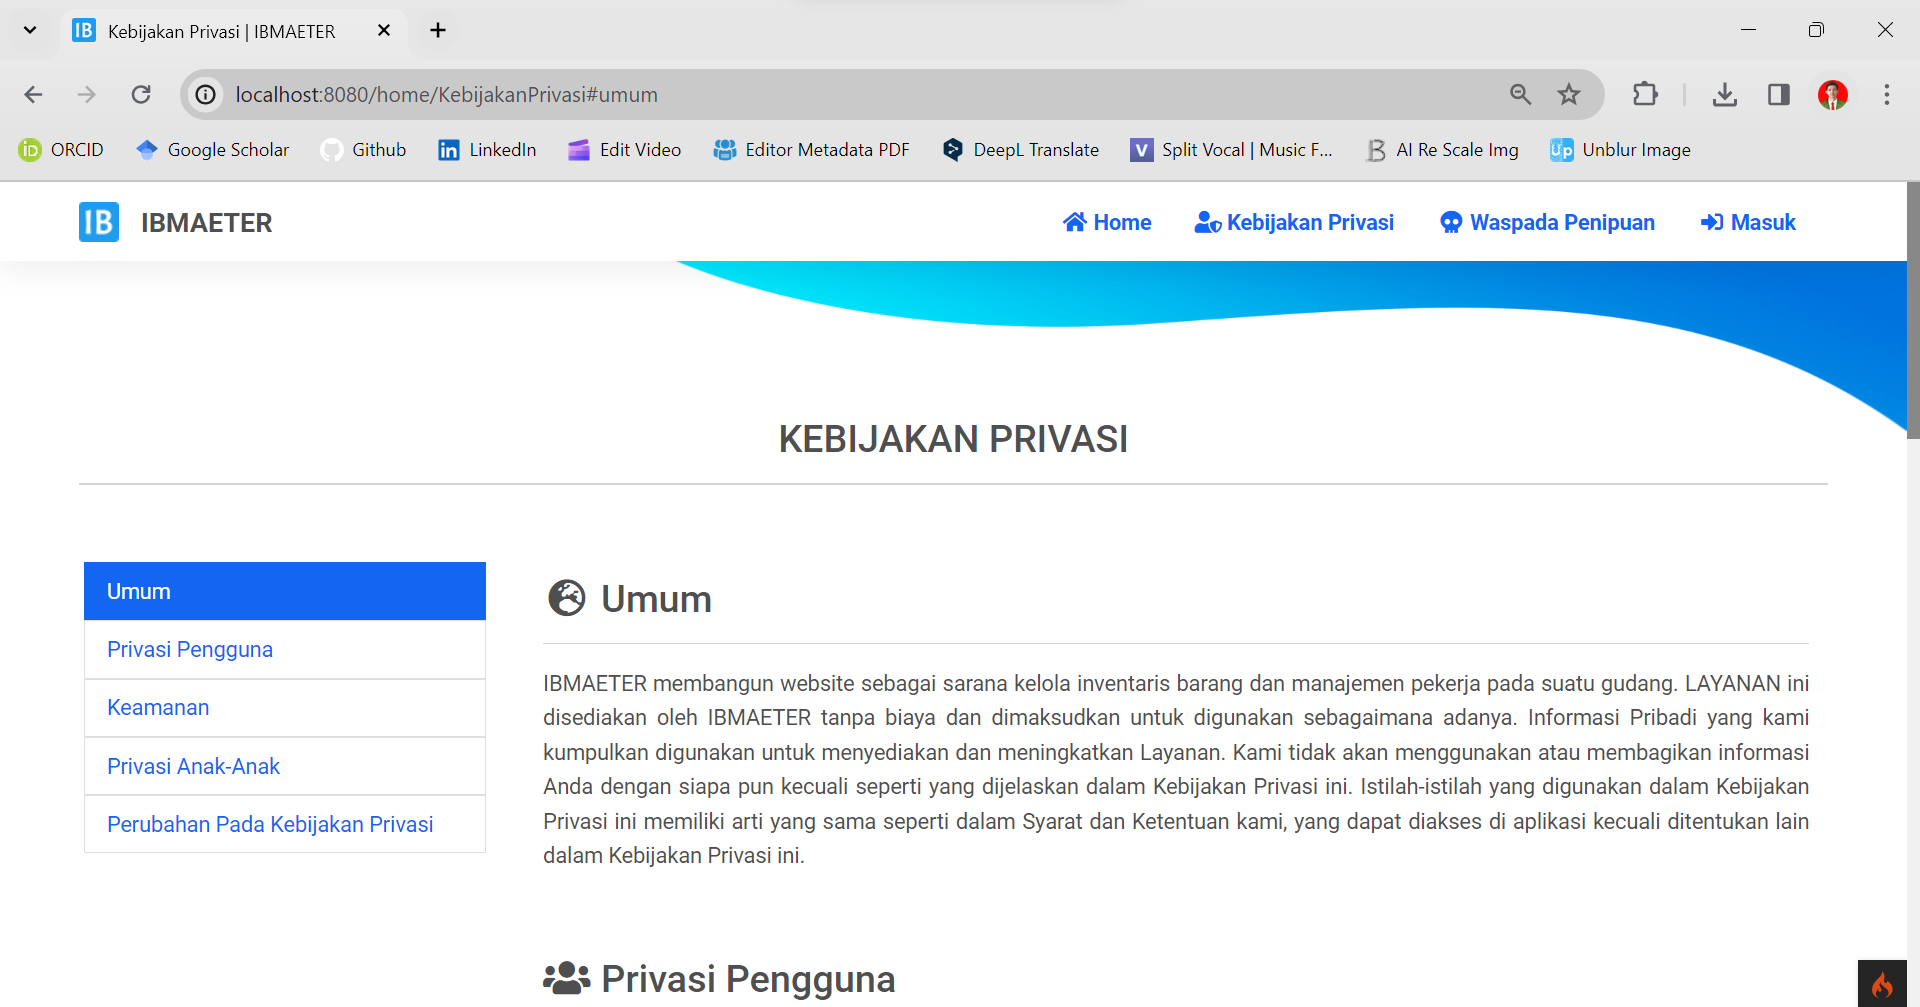 IB Kebijakan Privasi | IBMAETER
localhost:8080/home/KebijakanPrivasi#umum
iD ORCID Google Scholar Github in LinkedIn Edit Video Editor Metadata PDF DeepL Translate V Split Vocal | Music F... B AI Re Scale Img Up Unblur Image
IB IBMAETER Home Kebijakan Privasi Waspada Penipuan Masuk
KEBIJAKAN PRIVASI
Umum
Privasi Pengguna
Keamanan
Privasi Anak-Anak
Perubahan Pada Kebijakan Privasi
Umum
IBMAETER membangun website sebagai sarana kelola inventaris barang dan manajemen pekerja pada suatu gudang. LAYANAN ini
disediakan oleh IBMAETER tanpa biaya dan dimaksudkan untuk digunakan sebagaimana adanya. Informasi Pribadi yang kami
kumpulkan digunakan untuk menyediakan dan meningkatkan Layanan. Kami tidak akan menggunakan atau membagikan informasi
Anda dengan siapa pun kecuali seperti yang dijelaskan dalam Kebijakan Privasi ini. Istilah-istilah yang digunakan dalam Kebijakan
Privasi ini memiliki arti yang sama seperti dalam Syarat dan Ketentuan kami, yang dapat diakses di aplikasi kecuali ditentukan lain
dalam Kebijakan Privasi ini.
Privasi Pengguna